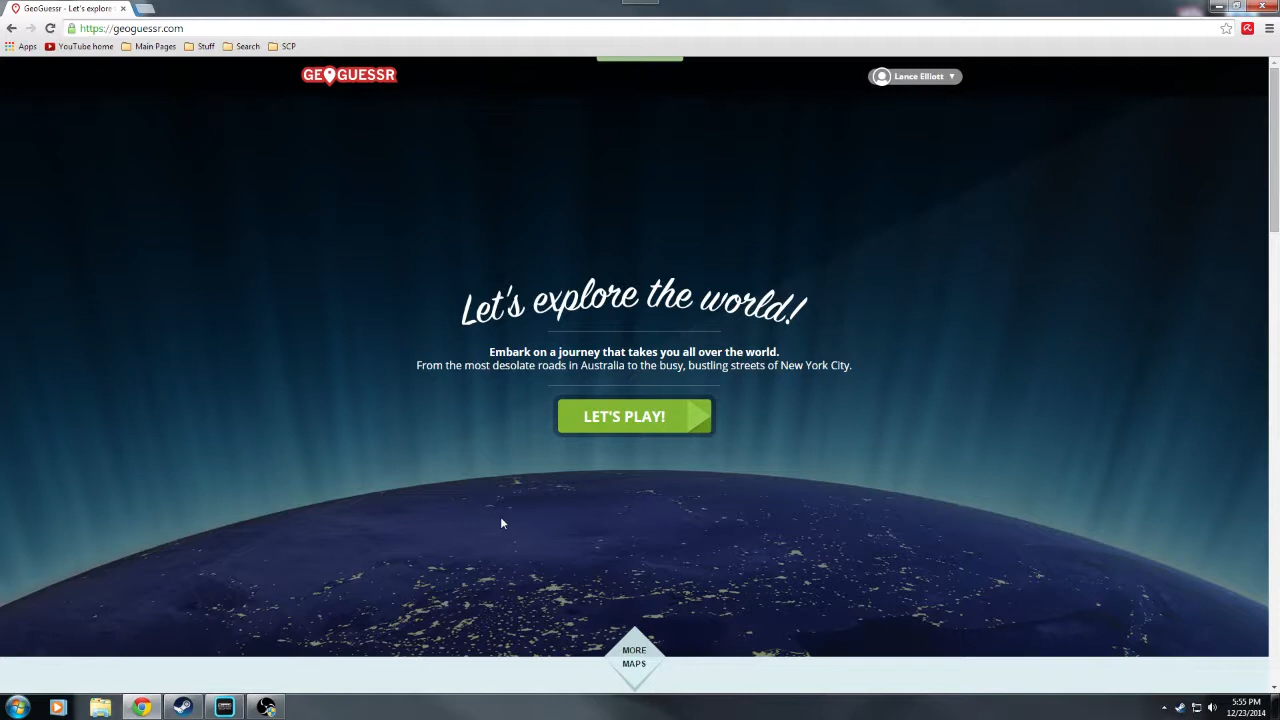 GeoGuessr - Let's explore t
https://geoguessr.com
Apps YouTube home Main Pages Stuff Search SCP
GEOGUESSR
Lance Elliott
Let's explore the world!
Embark on a journey that takes you all over the world.
From the most desolate roads in Australia to the busy, bustling streets of New York City.
LET'S PLAY!
MORE
MAPS
5:55 PM
12/23/2014